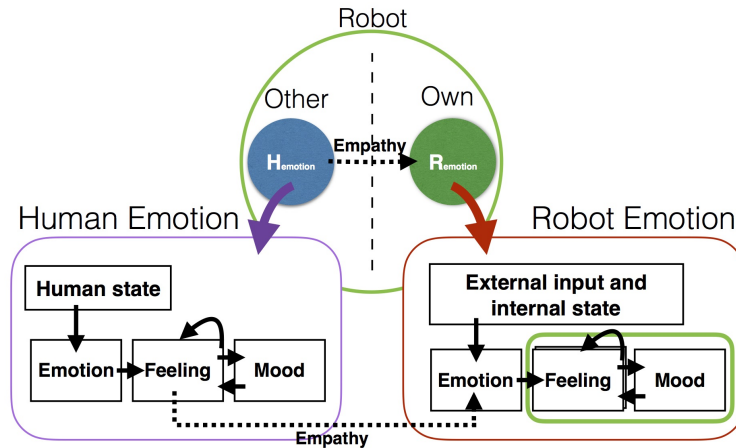 Robot
Other
Own
Empathy
Hemotion
Remotion
Human Emotion
Robot Emotion
Human state
External input and
internal state
Emotion
Feeling
Mood
Emotion
Feeling
Mood
Empathy